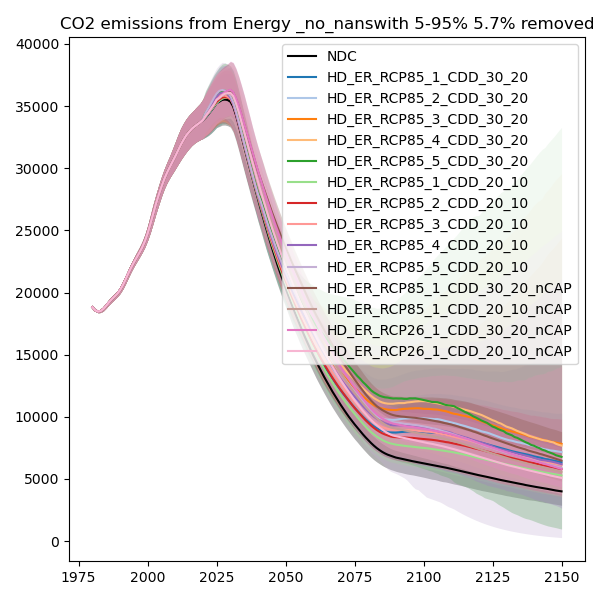 CO2 emissions from Energy _no_nanswith 5-95% 5.7% removed
40000
35000
30000
25000
20000
15000
10000
5000
0
NDC
HD_ER_RCP85_1_CDD_30_20
HD_ER_RCP85_2_CDD_30_20
HD_ER_RCP85_3_CDD_30_20
HD_ER_RCP85_4_CDD_30_20
HD_ER_RCP85_5_CDD_30_20
HD_ER_RCP85_1_CDD_20_10
HD_ER_RCP85_2_CDD_20_10
HD_ER_RCP85_3_CDD_20_10
HD_ER_RCP85_4_CDD_20_10
HD_ER_RCP85_5_CDD_20_10
HD_ER_RCP85_1_CDD_30_20_nCAP
HD_ER_RCP85_1_CDD_20_10_nCAP
HD_ER_RCP26_1_CDD_30_20_nCAP
HD_ER_RCP26_1_CDD_20_10_nCAP
1975 2000 2025 2050 2075 2100 2125 2150